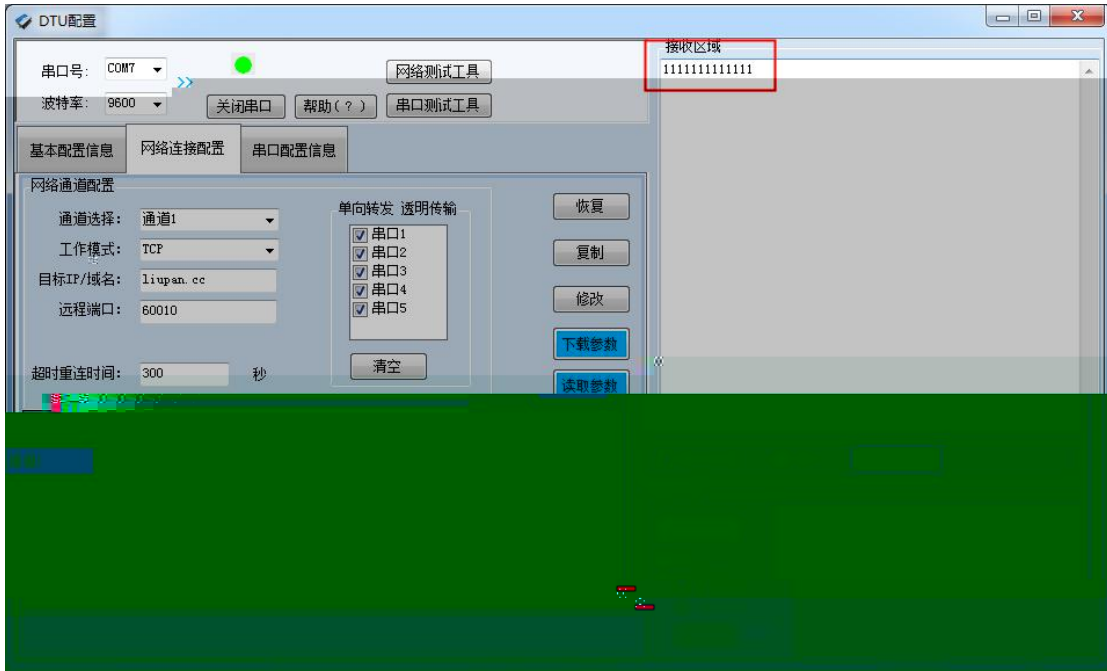 DTU配置
串口号: COM7
网络测试工具
波特率: 9600
关闭串口
帮助(?)
串口测试工具
基本配置信息
网络连接配置
串口配置信息
网络通道配置
通道选择: 通道1
工作模式: TCP
目标IP/域名: liupan.cc
远程端口: 60010
超时重连时间: 300 秒
单向转发 透明传输
串口1
串口2
串口3
串口4
串口5
清空
恢复
复制
修改
下载参数
读取参数
接收区域
1111111111111